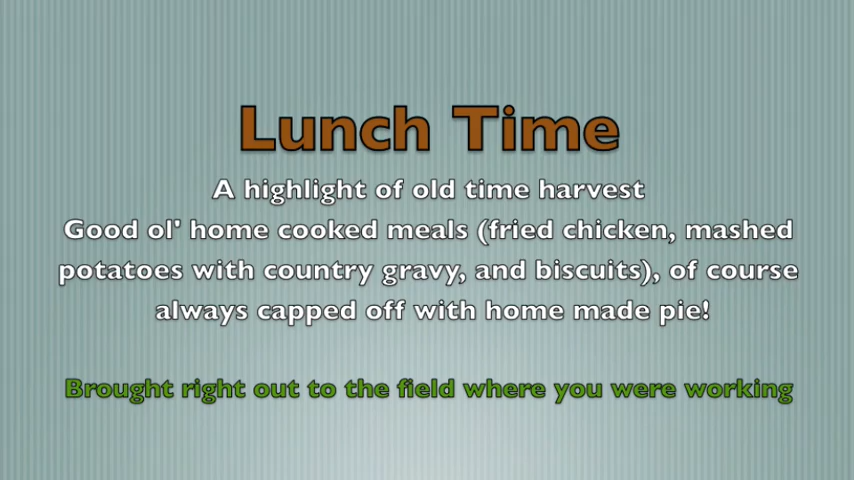 Lunch Time
A highlight of old time harvest
Good ol' home cooked meals (fried chicken, mashed
potatoes with country gravy, and biscuits), of course
always capped off with home made pie!
Brought right out to the field where you were working